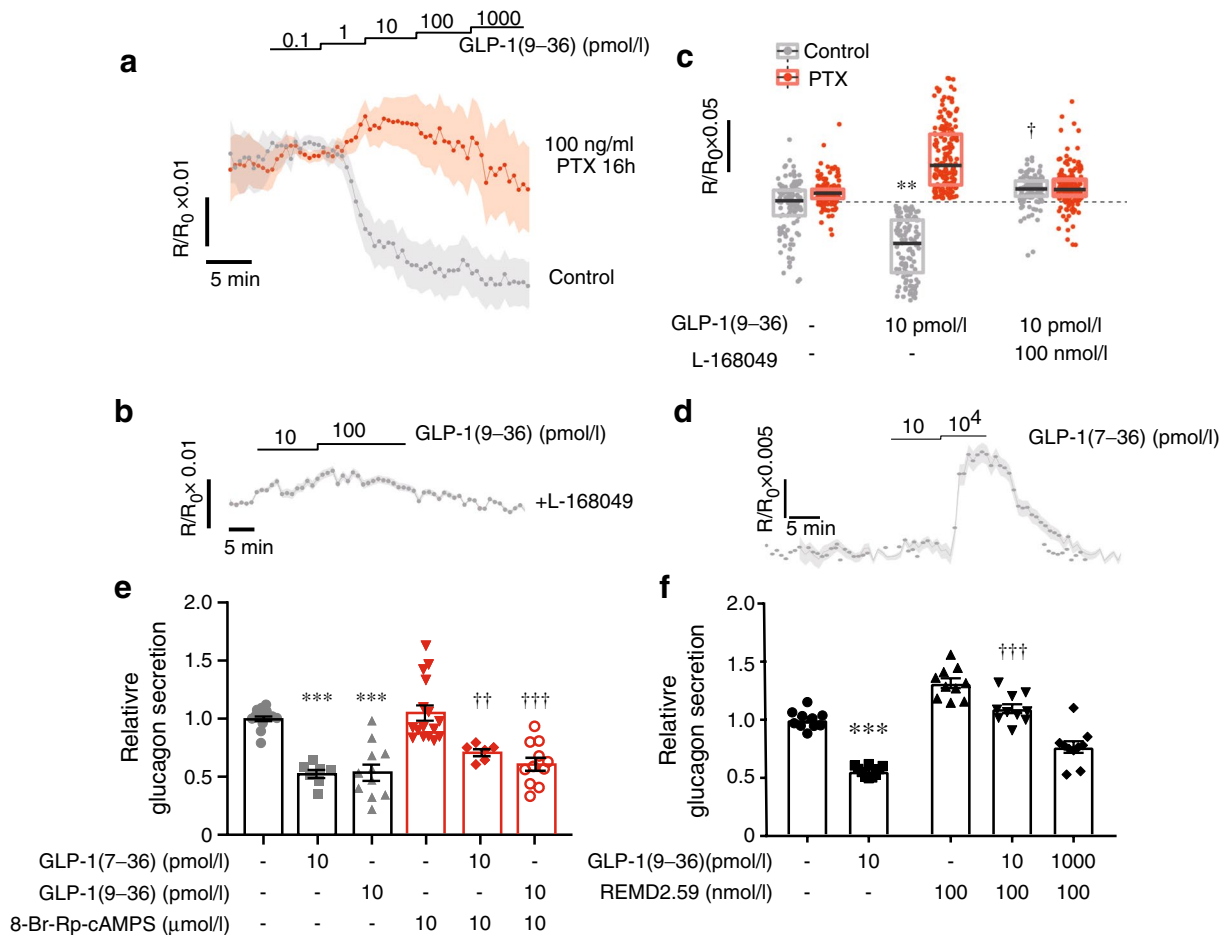 a
0.1 1 10 100 1000
GLP-1(9–36) (pmol/l)
100 ng/ml
PTX 16h
Control
R/R0 ×0.01
5 min
c
Control
PTX
R/R0×0.05
**
†
GLP-1(9–36) - 10 pmol/l 10 pmol/l
L-168049 - - 100 nmol/l
b
10 100
GLP-1(9–36) (pmol/l)
R/R0× 0.01
+L-168049
5 min
d
10 10⁴
GLP-1(7–36) (pmol/l)
R/R0×0.005
5 min
e
Relativre
glucagon secretion
2.0
1.5
1.0
0.5
0
*** *** †† †††
GLP-1(7–36) (pmol/l) - 10 - - 10 -
GLP-1(9–36) (pmol/l) - - 10 - - 10
8-Br-Rp-cAMPS (μmol/l) - - - 10 10 10
f
Relativre
glucagon secretion
2.0
1.5
1.0
0.5
0
*** †††
GLP-1(9–36)(pmol/l) - 10 - 10 1000
REMD2.59 (nmol/l) - - 100 100 100